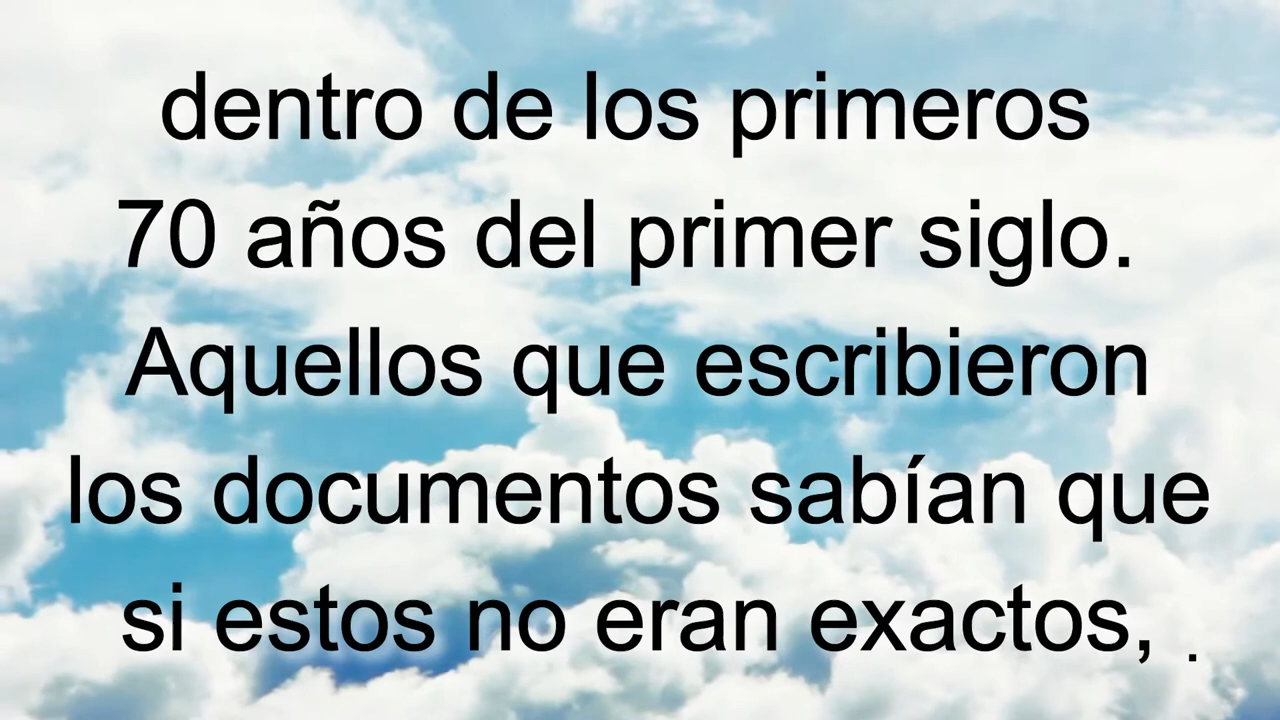 dentro de los primeros
70 años del primer siglo.
Aquellos que escribieron
los documentos sabían que
si estos no eran exactos, .